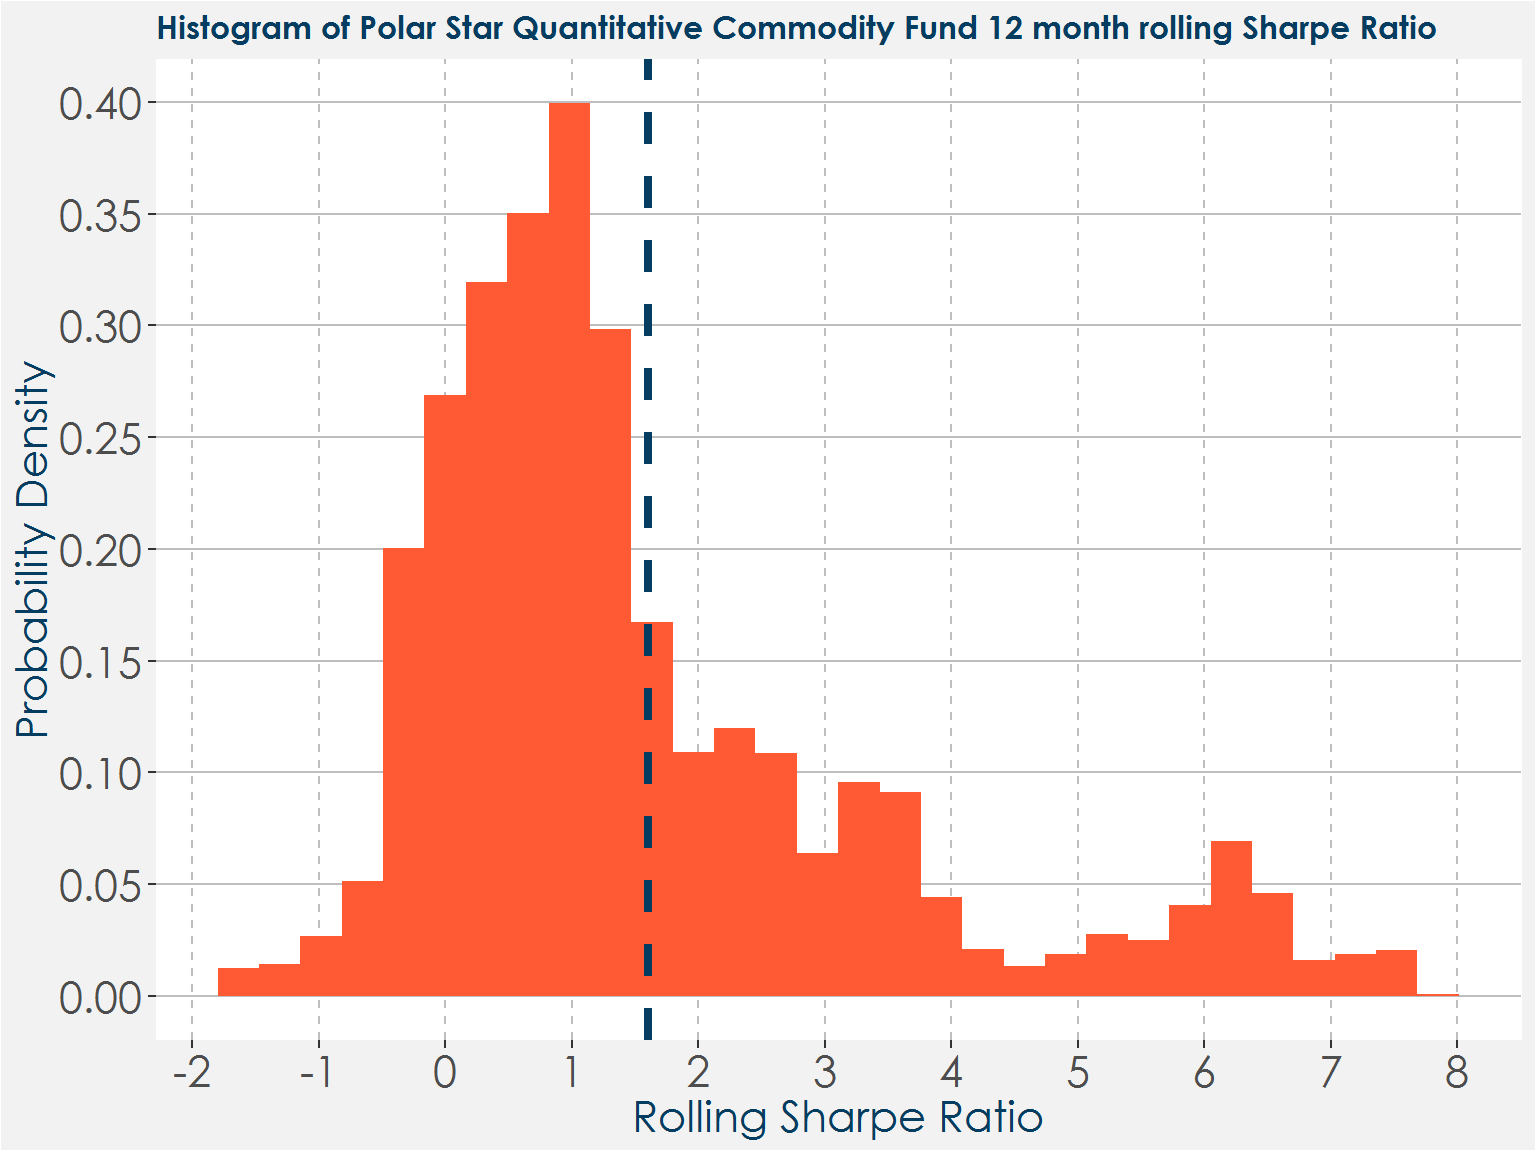 Histogram of Polar Star Quantitative Commodity Fund 12 month rolling Sharpe Ratio
Probability Density
0.40
0.35
0.30
0.25
0.20
0.15
0.10
0.05
0.00
-2 -1 0 1 2 3 4 5 6 7 8
Rolling Sharpe Ratio